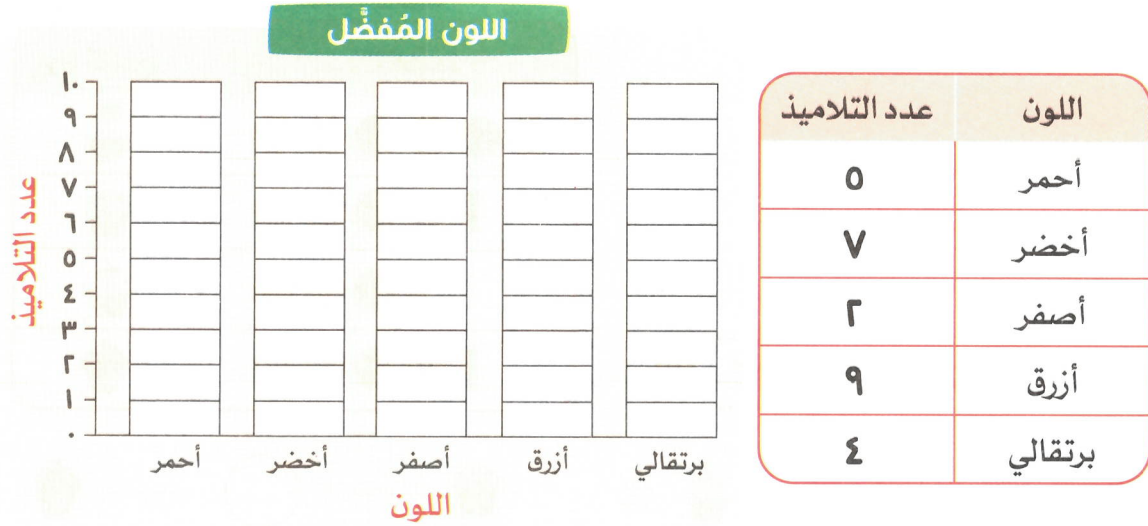 اللون المُفضَّل
اللون عدد التلاميذ
أحمر ٥
أخضر ٧
أصفر ٢
أزرق ٩
برتقالي ٤
عدد التلاميذ
١٠
٩
٨
٧
٦
٥
٤
٣
٢
١
٠
أحمر أخضر أصفر أزرق برتقالي
اللون